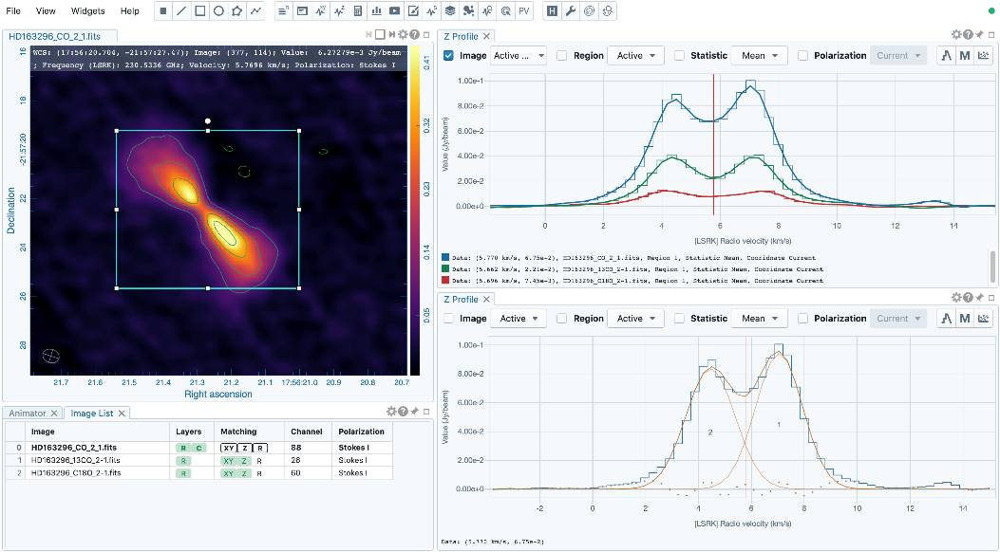 File View Widgets Help PV
HD163296_CO_2_1.fits
WCS: (17:56:20.704, -21:57:27.47); Image: (377, 114); Value: 6.27279e-3 Jy/beam
; Frequency (LSRK): 230.5336 GHz; Velocity: 5.7696 km/s; Polarization: Stokes I
16
18
-21:57:20
22
24
26
28
Declination
0.41
0.32
0.23
0.14
0.05
21.7 21.6 21.5 21.4 21.3 21.2 21.1 17:56:21.0 20.9 20.8 20.7
Right ascension
Animator Image List
Image Layers Matching Channel Polarization
0 HD163296_CO_2_1.fits R C XY Z R 88 Stokes I
1 HD163296_13CO_2-1.fits R XY Z R 26 Stokes I
2 HD163296_C18O_2-1.fits R XY Z R 60 Stokes I
Z Profile
Image Active ... Region Active Statistic Mean Polarization Current M
Value (Jy/beam)
1.00e-1
8.00e-2
6.00e-2
4.00e-2
2.00e-2
0.00e+0
0 2 4 6 8 10 12 14
[LSRK] Radio velocity (km/s)
Data: (5.770 km/s, 6.75e-2), HD163296_CO_2_1.fits, Region 1, Statistic Mean, Cooridnate Current
Data: (5.662 km/s, 2.21e-2), HD163296_13CO_2-1.fits, Region 1, Statistic Mean, Cooridnate Current
Data: (5.696 km/s, 7.45e-3), HD163296_C18O_2-1.fits, Region 1, Statistic Mean, Cooridnate Current
Z Profile
Image Active Region Active Statistic Mean Polarization Current M
Value (Jy/beam)
1.00e-1
8.00e-2
6.00e-2
4.00e-2
2.00e-2
0.00e+0
1
2
-2 0 2 4 6 8 10 12 14
[LSRK] Radio velocity (km/s)
Data: (5.770 km/s, 6.75e-2)